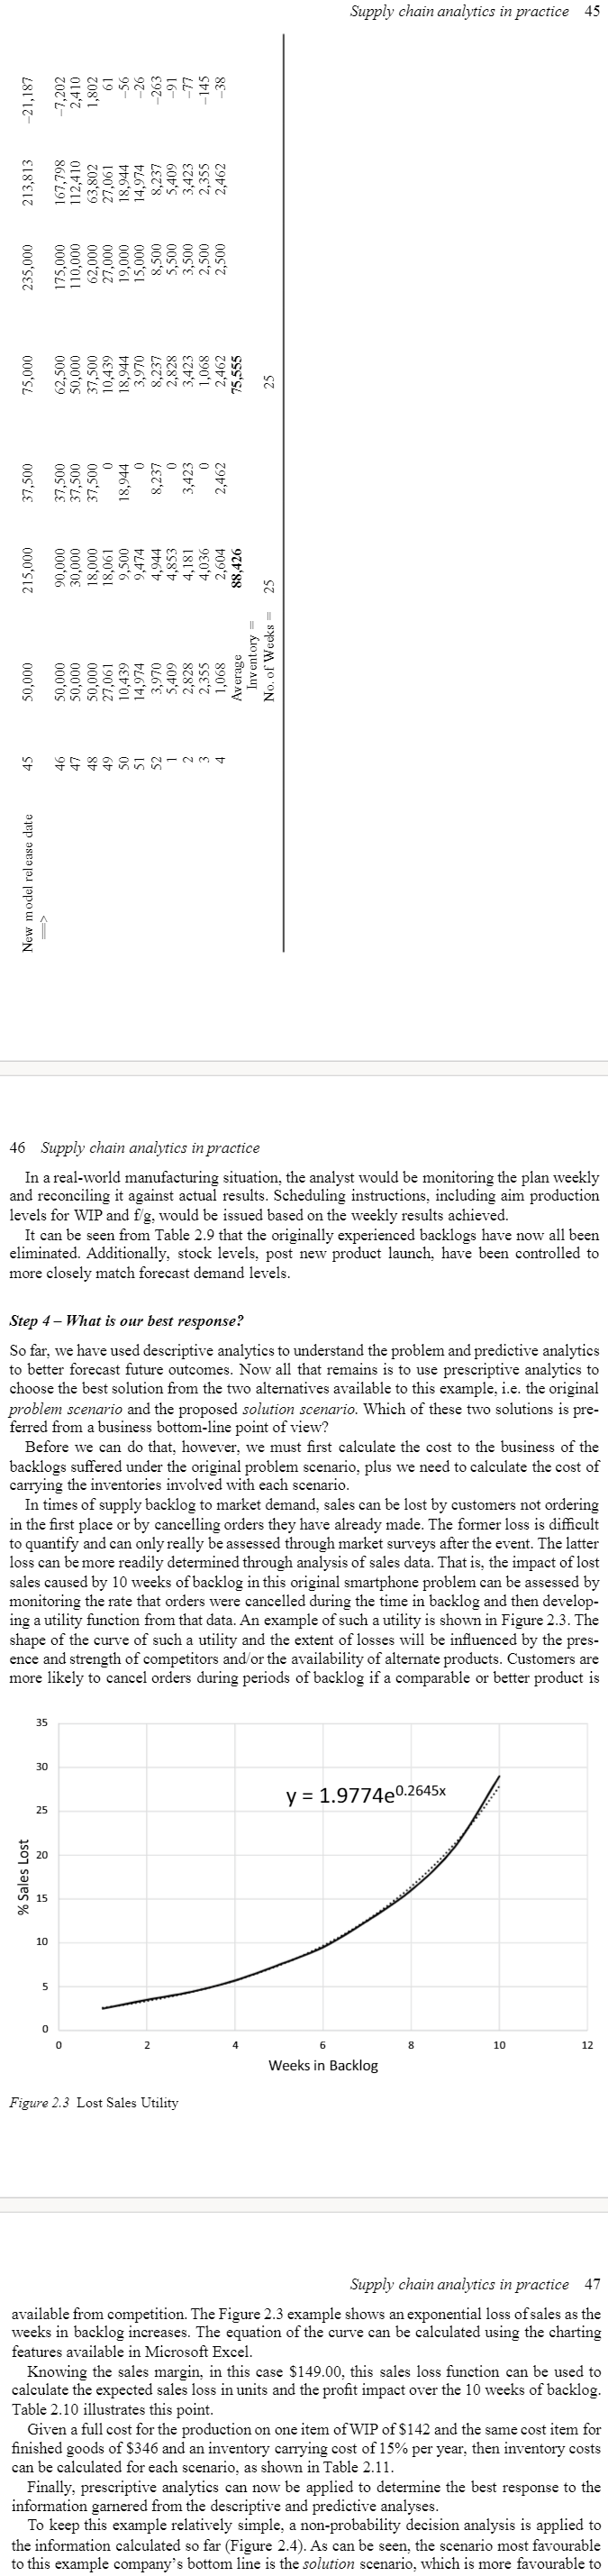 Supply chain analytics in practice 45
New model release date 45 50,000 215,000 37,500 75,000 235,000 213,813 −21,187
==>
46 50,000 90,000 37,500 62,500 175,000 167,798 −7,202
47 50,000 30,000 37,500 50,000 110,000 112,410 2,410
48 50,000 18,000 37,500 37,500 62,000 63,802 1,802
49 27,061 18,061 0 10,439 27,000 27,061 61
50 10,439 9,500 18,944 18,944 19,000 18,944 −56
51 14,974 9,474 0 3,970 15,000 14,974 −26
52 3,970 4,944 8,237 8,237 8,500 8,237 −263
1 5,409 4,853 0 2,828 5,500 5,409 −91
2 2,828 4,181 3,423 3,423 3,500 3,423 −77
3 2,355 4,036 0 1,068 2,500 2,355 −145
4 1,068 2,604 2,462 2,462 2,500 2,462 −38
Average 88,426 75,555
Inventory =
No. of Weeks = 25 25
46 Supply chain analytics in practice
In a real-world manufacturing situation, the analyst would be monitoring the plan weekly
and reconciling it against actual results. Scheduling instructions, including aim production
levels for WIP and f/g, would be issued based on the weekly results achieved.
It can be seen from Table 2.9 that the originally experienced backlogs have now all been
eliminated. Additionally, stock levels, post new product launch, have been controlled to
more closely match forecast demand levels.
Step 4 – What is our best response?
So far, we have used descriptive analytics to understand the problem and predictive analytics
to better forecast future outcomes. Now all that remains is to use prescriptive analytics to
choose the best solution from the two alternatives available to this example, i.e. the original
problem scenario and the proposed solution scenario. Which of these two solutions is pre-
ferred from a business bottom-line point of view?
Before we can do that, however, we must first calculate the cost to the business of the
backlogs suffered under the original problem scenario, plus we need to calculate the cost of
carrying the inventories involved with each scenario.
In times of supply backlog to market demand, sales can be lost by customers not ordering
in the first place or by cancelling orders they have already made. The former loss is difficult
to quantify and can only really be assessed through market surveys after the event. The latter
loss can be more readily determined through analysis of sales data. That is, the impact of lost
sales caused by 10 weeks of backlog in this original smartphone problem can be assessed by
monitoring the rate that orders were cancelled during the time in backlog and then develop-
ing a utility function from that data. An example of such a utility is shown in Figure 2.3. The
shape of the curve of such a utility and the extent of losses will be influenced by the pres-
ence and strength of competitors and/or the availability of alternate products. Customers are
more likely to cancel orders during periods of backlog if a comparable or better product is
35
30
25
20
15
10
5
0
% Sales Lost
y = 1.9774e0.2645x
0 2 4 6 8 10 12
Weeks in Backlog
Figure 2.3 Lost Sales Utility
Supply chain analytics in practice 47
available from competition. The Figure 2.3 example shows an exponential loss of sales as the
weeks in backlog increases. The equation of the curve can be calculated using the charting
features available in Microsoft Excel.
Knowing the sales margin, in this case $149.00, this sales loss function can be used to
calculate the expected sales loss in units and the profit impact over the 10 weeks of backlog.
Table 2.10 illustrates this point.
Given a full cost for the production on one item of WIP of $142 and the same cost item for
finished goods of $346 and an inventory carrying cost of 15% per year, then inventory costs
can be calculated for each scenario, as shown in Table 2.11.
Finally, prescriptive analytics can now be applied to determine the best response to the
information garnered from the descriptive and predictive analyses.
To keep this example relatively simple, a non-probability decision analysis is applied to
the information calculated so far (Figure 2.4). As can be seen, the scenario most favourable
to this example company's bottom line is the solution scenario, which is more favourable to